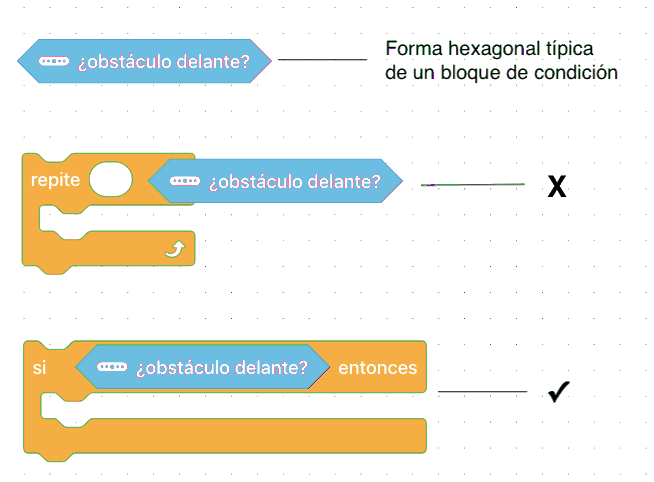 ¿obstáculo delante?
Forma hexagonal típica
de un bloque de condición
repite
¿obstáculo delante?
X
si
¿obstáculo delante?
entonces
✓